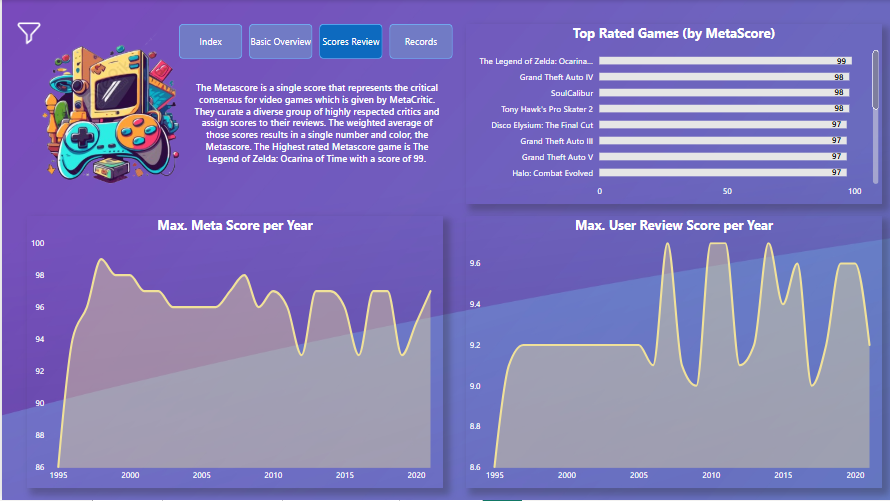 Index
Basic Overview
Scores Review
Records
The Metascore is a single score that represents the critical
consensus for video games which is given by MetaCritic.
They curate a diverse group of highly respected critics and
assign scores to their reviews. The weighted average of
those scores results in a single number and color, the
Metascore. The Highest rated Metascore game is The
Legend of Zelda: Ocarina of Time with a score of 99.
Top Rated Games (by MetaScore)
The Legend of Zelda: Ocarina... 99
Grand Theft Auto IV 98
SoulCalibur 98
Tony Hawk's Pro Skater 2 98
Disco Elysium: The Final Cut 97
Grand Theft Auto III 97
Grand Theft Auto V 97
Halo: Combat Evolved 97
0 50 100
Max. Meta Score per Year
100
98
96
94
92
90
88
86
1995 2000 2005 2010 2015 2020
Max. User Review Score per Year
9.6
9.4
9.2
9.0
8.8
8.6
1995 2000 2005 2010 2015 2020